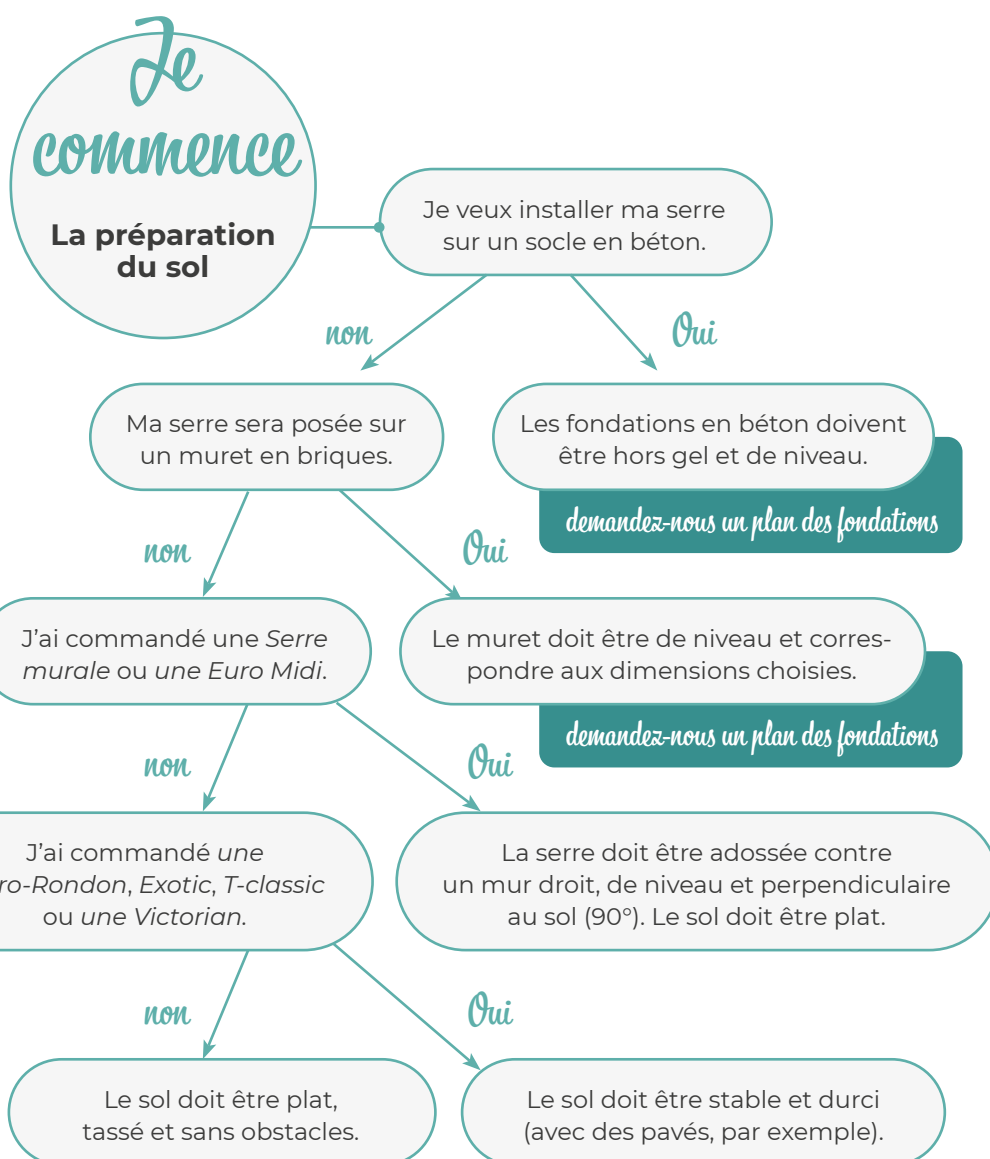 Je
commence
La préparation
du sol
Je veux installer ma serre
sur un socle en béton.
non
Oui
Ma serre sera posée sur
un muret en briques.
Les fondations en béton doivent
être hors gel et de niveau.
demandez-nous un plan des fondations
non
Oui
J'ai commandé une Serre
murale ou une Euro Midi.
Le muret doit être de niveau et corres-
pondre aux dimensions choisies.
demandez-nous un plan des fondations
non
Oui
J'ai commandé une
ro-Rondon, Exotic, T-classic
ou une Victorian.
La serre doit être adossée contre
un mur droit, de niveau et perpendiculaire
au sol (90°). Le sol doit être plat.
non
Oui
Le sol doit être plat,
tassé et sans obstacles.
Le sol doit être stable et durci
(avec des pavés, par exemple).